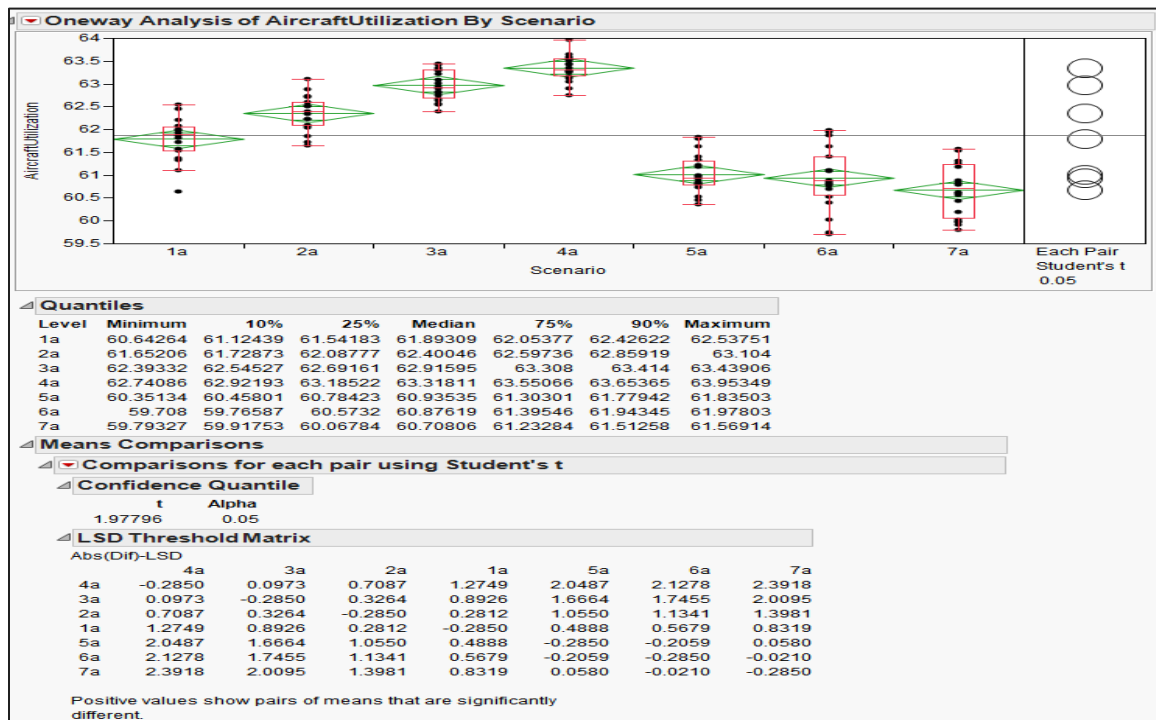 Oneway Analysis of AircraftUtilization By Scenario
64
63.5
63
62.5
62
61.5
61
60.5
60
59.5
AircraftUtilization
1a 2a 3a 4a 5a 6a 7a
Scenario
Each Pair
Student's t
0.05
Quantiles
Level Minimum 10% 25% Median 75% 90% Maximum
1a 60.64264 61.12439 61.54183 61.89309 62.05377 62.42622 62.53751
2a 61.65206 61.72873 62.08777 62.40046 62.59736 62.85919 63.104
3a 62.39332 62.54527 62.69161 62.91595 63.308 63.414 63.43906
4a 62.74086 62.92193 63.18522 63.31811 63.55066 63.65365 63.95349
5a 60.35134 60.45801 60.78423 60.93535 61.30301 61.77942 61.83503
6a 59.708 59.76587 60.5732 60.87619 61.39546 61.94345 61.97803
7a 59.79327 59.91753 60.06784 60.70806 61.23284 61.51258 61.56914
Means Comparisons
Comparisons for each pair using Student's t
Confidence Quantile
t Alpha
1.97796 0.05
LSD Threshold Matrix
Abs(Dif)-LSD
4a 3a 2a 1a 5a 6a 7a
4a -0.2850 0.0973 0.7087 1.2749 2.0487 2.1278 2.3918
3a 0.0973 -0.2850 0.3264 0.8926 1.6664 1.7455 2.0095
2a 0.7087 0.3264 -0.2850 0.2812 1.0550 1.1341 1.3981
1a 1.2749 0.8926 0.2812 -0.2850 0.4888 0.5679 0.8319
5a 2.0487 1.6664 1.0550 0.4888 -0.2850 -0.2059 0.0580
6a 2.1278 1.7455 1.1341 0.5679 -0.2059 -0.2850 -0.0210
7a 2.3918 2.0095 1.3981 0.8319 0.0580 -0.0210 -0.2850
Positive values show pairs of means that are significantly
different.